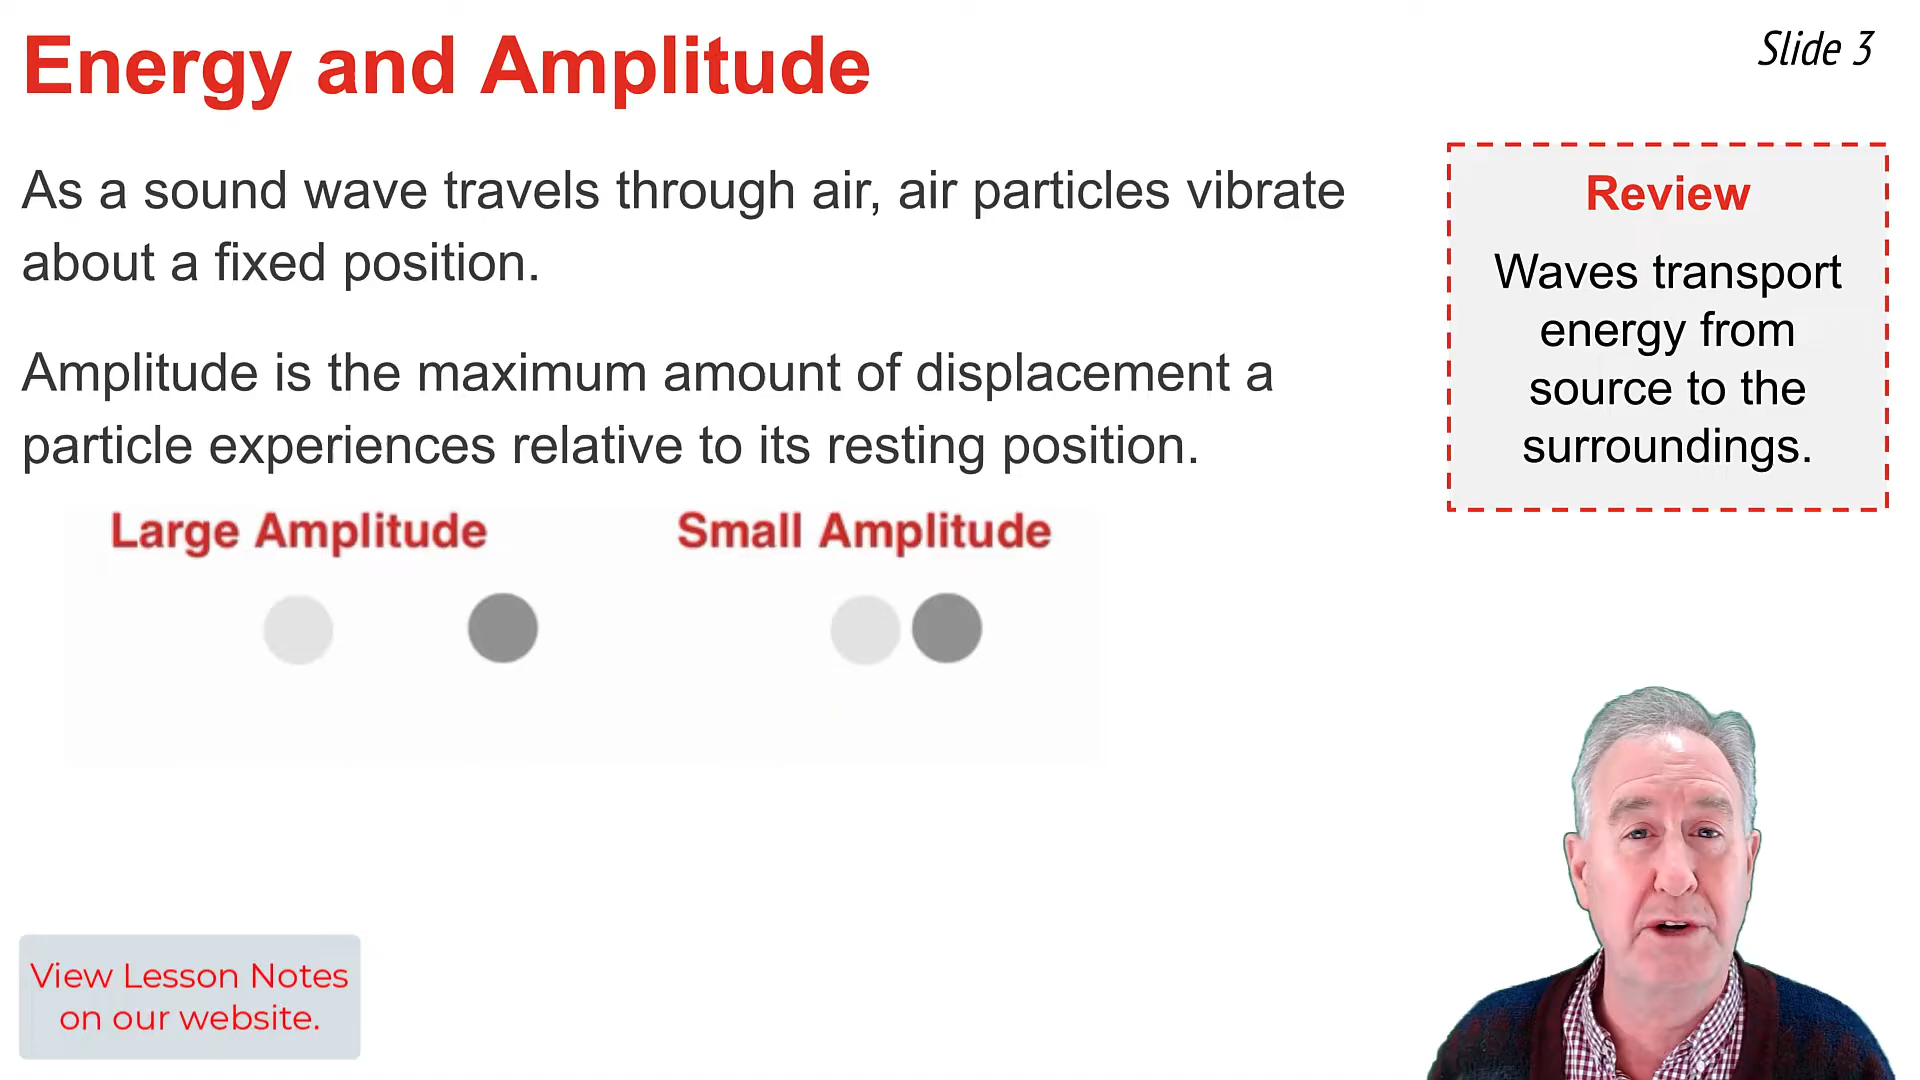 Energy and Amplitude
Slide 3
As a sound wave travels through air, air particles vibrate
about a fixed position.
Amplitude is the maximum amount of displacement a
particle experiences relative to its resting position.
Large Amplitude
Small Amplitude
Review
Waves transport
energy from
source to the
surroundings.
View Lesson Notes
on our website.